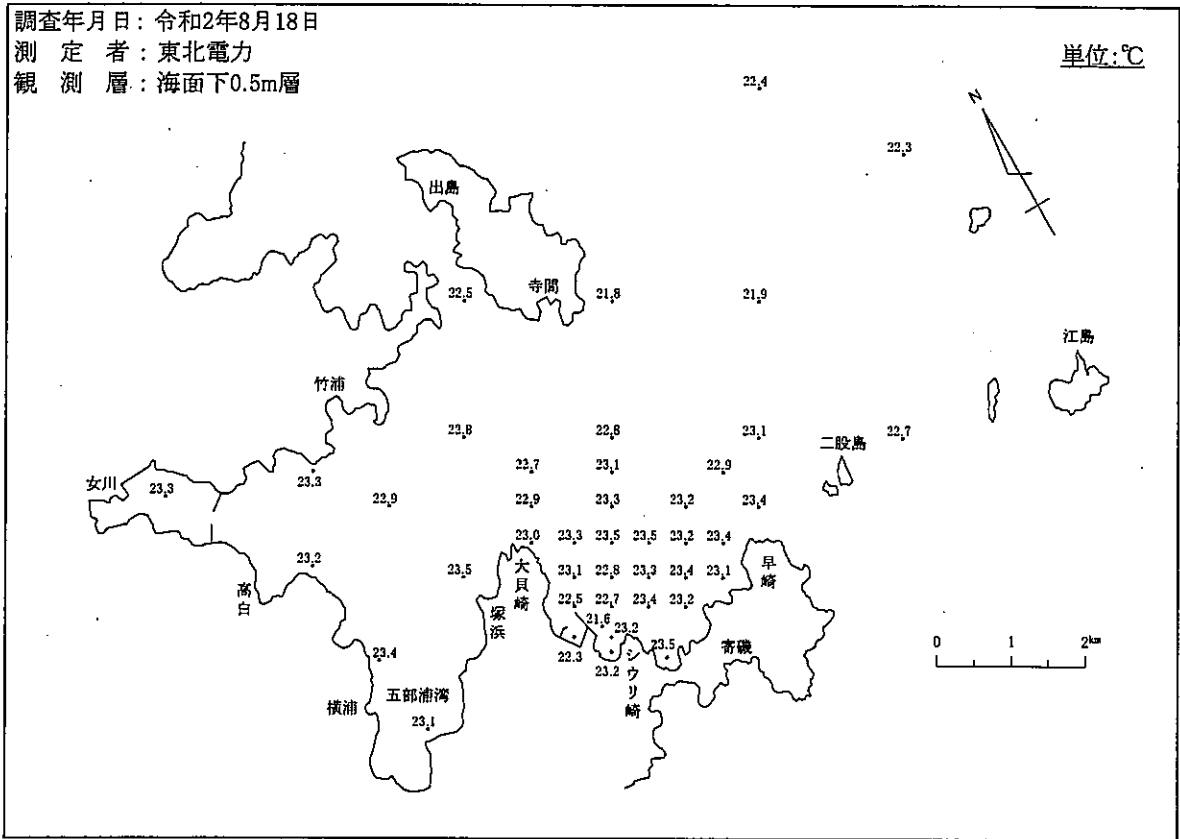 調査年月日：令和2年8月18日
測定者：東北電力
観測層：海面下0.5m層
単位:℃
22.4
N
22.3
出島
寺間
22.5
21.8
21.9
江島
竹浦
22.8
22.8
23.1
22.7
二股島
女川
23.3
23.3
22.7
23.1
22.9
22.9
22.9
23.3
23.2
23.4
23.0
23.3
23.5
23.5
23.2
23.4
23.2
23.5
大貝崎
23.1
22.8
23.3
23.4
23.1
早崎
高白
塚浜
22.5
22.7
23.4
23.2
21.6
23.2
22.3
23.2
シウリ崎
23.5
寄磯
0 1 2km
23.4
横浦
五部浦湾
23.1